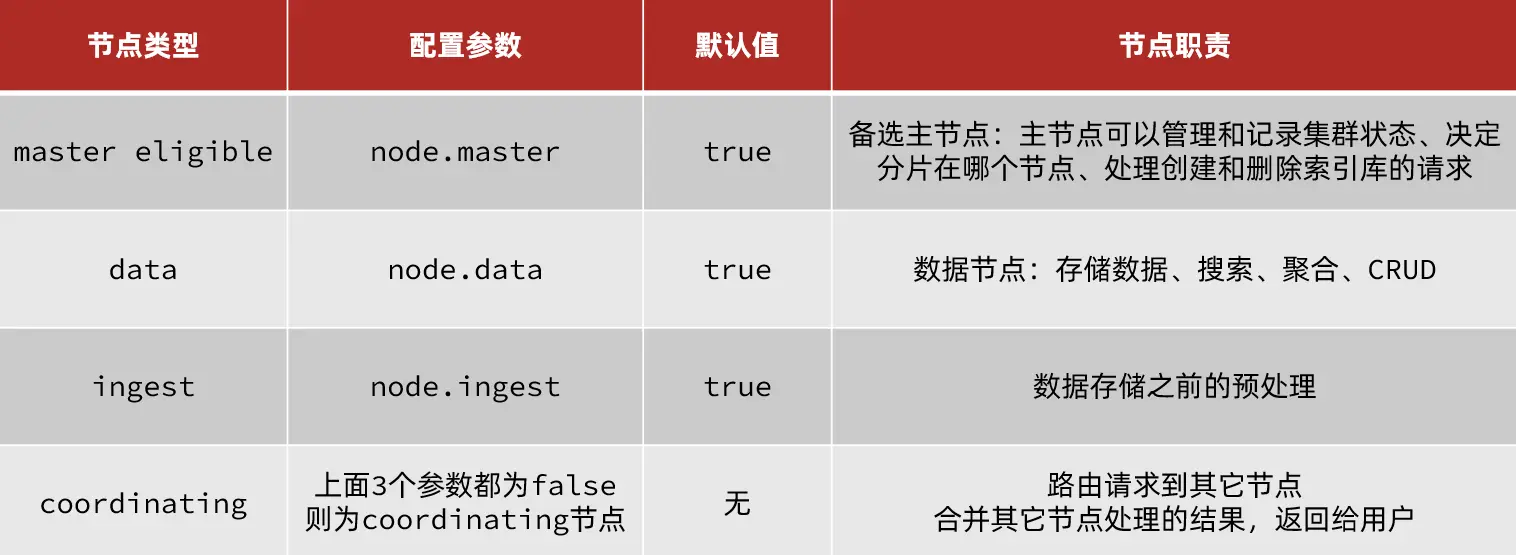 节点类型 配置参数 默认值 节点职责
master eligible node.master true 备选主节点：主节点可以管理和记录集群状态、决定
分片在哪个节点、处理创建和删除索引库的请求
data node.data true 数据节点：存储数据、搜索、聚合、CRUD
ingest node.ingest true 数据存储之前的预处理
coordinating 上面3个参数都为false
则为coordinating节点 无 路由请求到其它节点
合并其它节点处理的结果，返回给用户